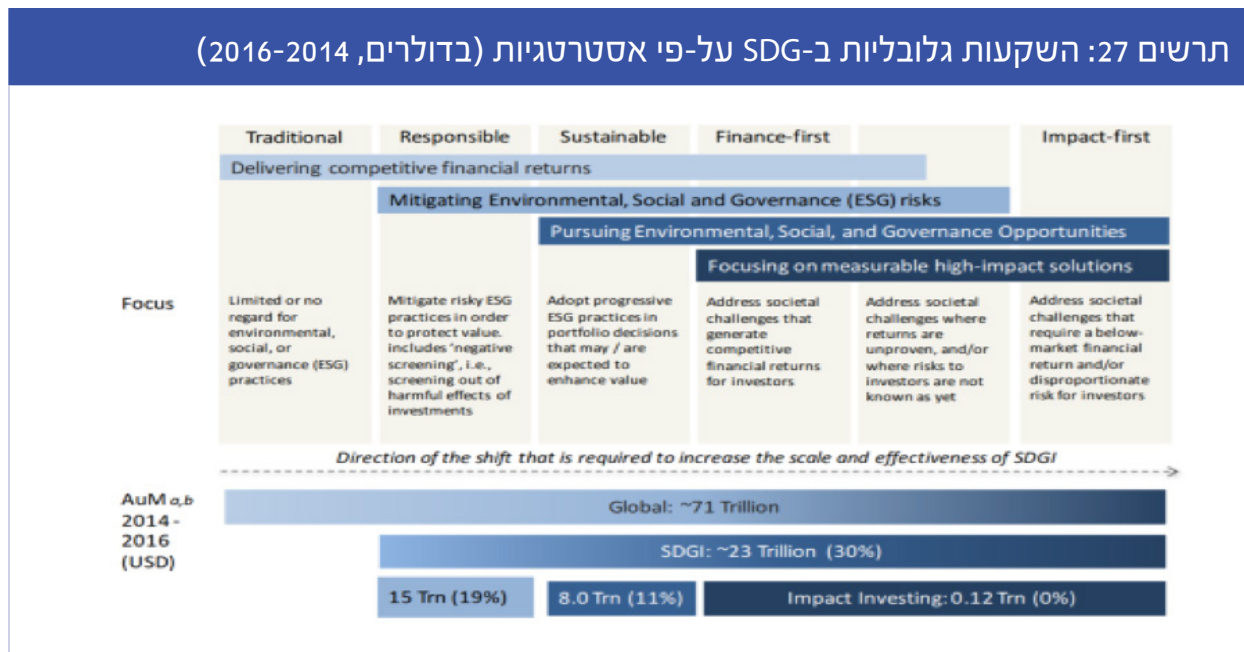 תרשים 27: השקעות גלובליות ב-SDG על-פי אסטרטגיות (בדולרים, 2016-2014)
Traditional
Responsible
Sustainable
Finance-first
Impact-first
Delivering competitive financial returns
Mitigating Environmental, Social and Governance (ESG) risks
Pursuing Environmental, Social, and Governance Opportunities
Focusing on measurable high-impact solutions
Focus
Limited or no
regard for
environmental,
social, or
governance (ESG)
practices
Mitigate risky ESG
practices in order
to protect value.
includes 'negative
screening', i.e.,
screening out of
harmful effects of
investments
Adopt progressive
ESG practices in
portfolio decisions
that may / are
expected to
enhance value
Address societal
challenges that
generate
competitive
financial returns
for investors
Address societal
challenges where
returns are
unproven, and/or
where risks to
investors are not
known as yet
Address societal
challenges that
require a below-
market financial
return and/or
disproportionate
risk for investors
Direction of the shift that is required to increase the scale and effectiveness of SDGI
AuM a,b
2014 -
2016
(USD)
Global: ~71 Trillion
SDGI: ~23 Trillion (30%)
15 Trn (19%)
8.0 Trn (11%)
Impact Investing: 0.12 Trn (0%)